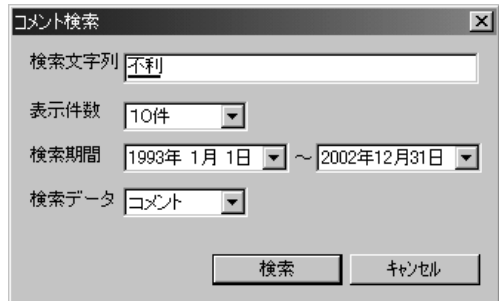 コメント検索
検索文字列 不利
表示件数 10件
検索期間 1993年 1月 1日 ～ 2002年12月31日
検索データ コメント
検索 キャンセル